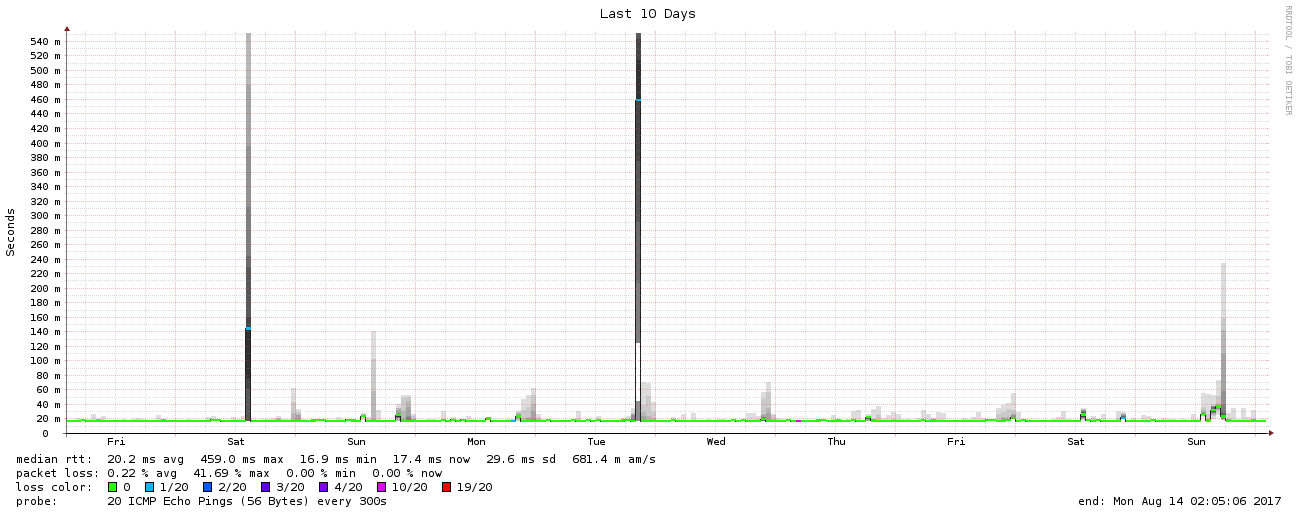 Last 10 Days
RRDTOOL / TOBI OETIKER
Seconds
540 m
520 m
500 m
480 m
460 m
440 m
420 m
400 m
380 m
360 m
340 m
320 m
300 m
280 m
260 m
240 m
220 m
200 m
180 m
160 m
140 m
120 m
100 m
80 m
60 m
40 m
20 m
0
Fri Sat Sun Mon Tue Wed Thu Fri Sat Sun
median rtt: 20.2 ms avg 459.0 ms max 16.9 ms min 17.4 ms now 29.6 ms sd 681.4 m am/s
packet loss: 0.22 % avg 41.69 % max 0.00 % min 0.00 % now
loss color: 0 1/20 2/20 3/20 4/20 10/20 19/20
probe: 20 ICMP Echo Pings (56 Bytes) every 300s end: Mon Aug 14 02:05:06 2017